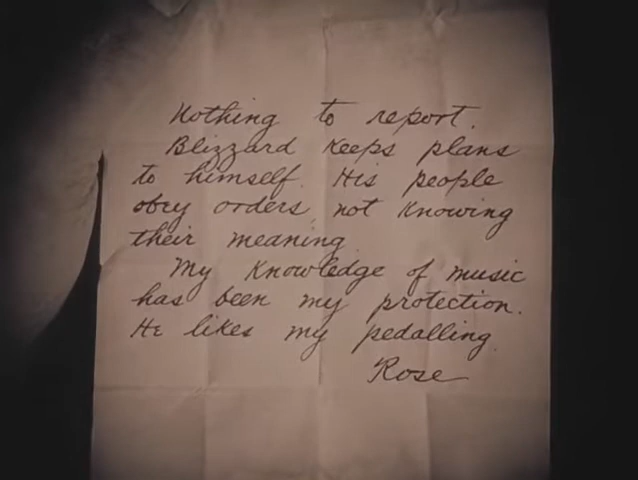 Nothing to report.
Blizzard keeps plans
to himself. His people
obey orders, not knowing
their meaning.
My knowledge of music
has been my protection.
He likes my pedalling.
Rose